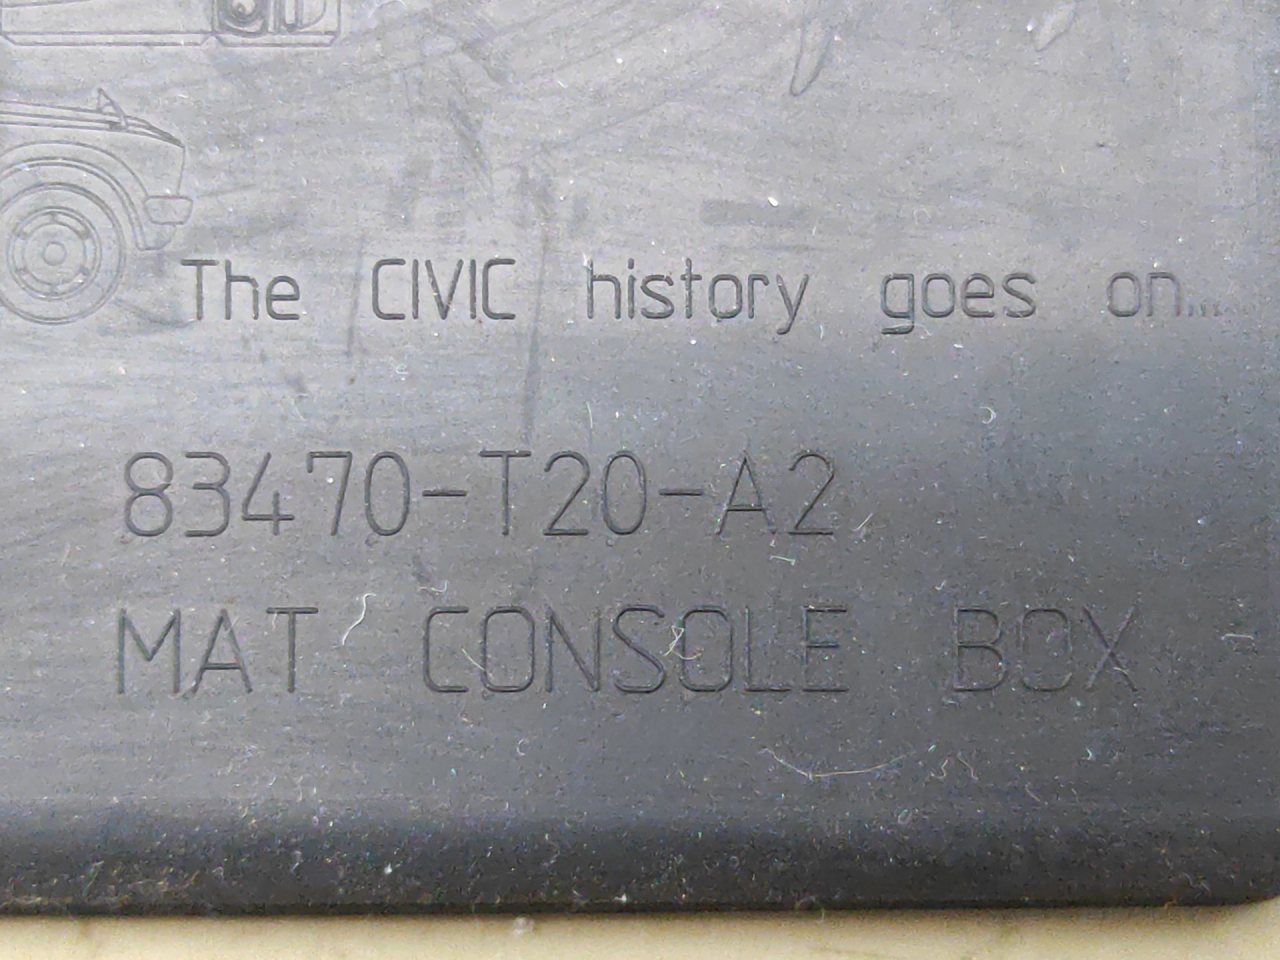 The CIVIC history goes on...
83470-T20-A2
MAT CONSOLE BOX